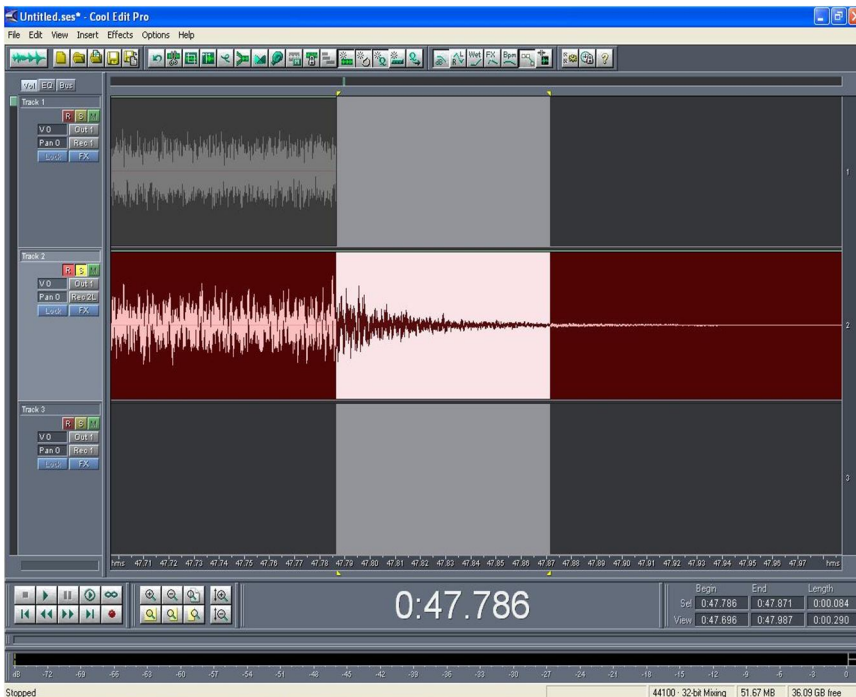 Untitled.ses* - Cool Edit Pro
File Edit View Insert Effects Options Help
Wet FX Bpm
Vol EQ Bus
Track 1
R S M
V 0 Out 1
Pan 0 Rec 1
Lock FX
1
Track 2
R S M
V 0 Out 1
Pan 0 Rec 2L
Lock FX
2
Track 3
R S M
V 0 Out 1
Pan 0 Rec 1
Lock FX
3
hms 47.71 47.72 47.73 47.74 47.75 47.76 47.77 47.78 47.79 47.80 47.81 47.82 47.83 47.84 47.85 47.86 47.87 47.88 47.89 47.90 47.91 47.92 47.93 47.94 47.95 47.96 47.97 hms
0:47.786
Begin End Length
Sel 0:47.786 0:47.871 0:00.084
View 0:47.696 0:47.987 0:00.290
dB -72 -69 -66 -63 -60 -57 -54 -51 -48 -45 -42 -39 -36 -33 -30 -27 -24 -21 -18 -15 -12 -9 -6 -3 0
Stopped 44100 · 32-bit Mixing 51.67 MB 36.09 GB free